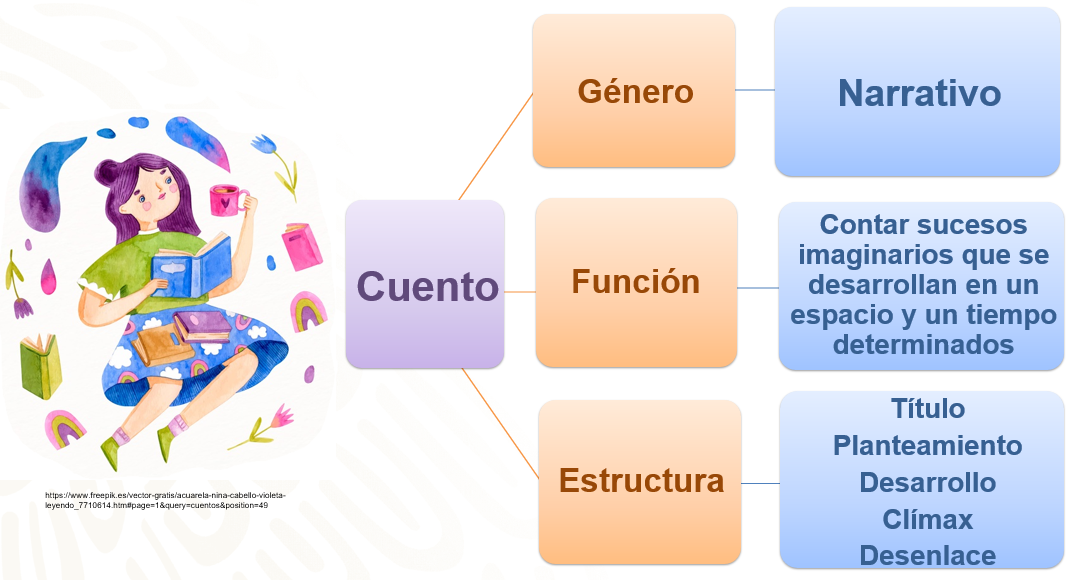 Cuento
Género
Narrativo
Función
Contar sucesos
imaginarios que se
desarrollan en un
espacio y un tiempo
determinados
Estructura
Título
Planteamiento
Desarrollo
Clímax
Desenlace
https://www.freepik.es/vector-gratis/acuarela-nina-cabello-violeta-
leyendo_7710614.htm#page=1&query=cuentos&position=49